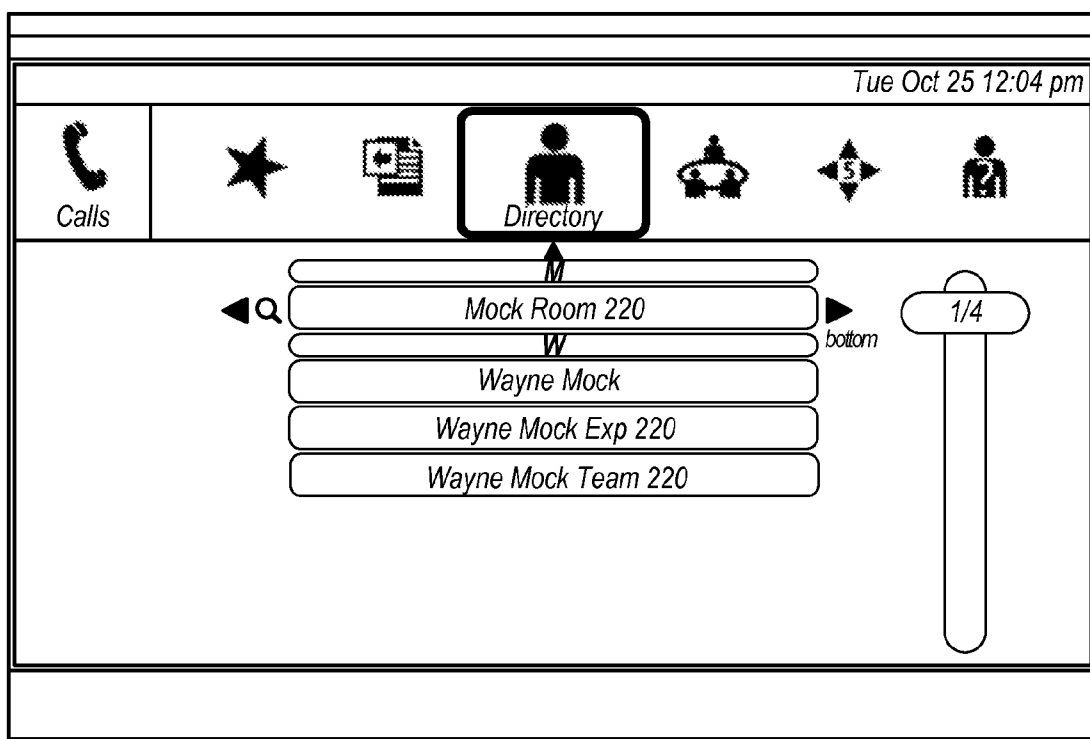 Tue Oct 25 12:04 pm
Calls
S
?
Directory
M
Mock Room 220
1/4
bottom
W
Wayne Mock
Wayne Mock Exp 220
Wayne Mock Team 220